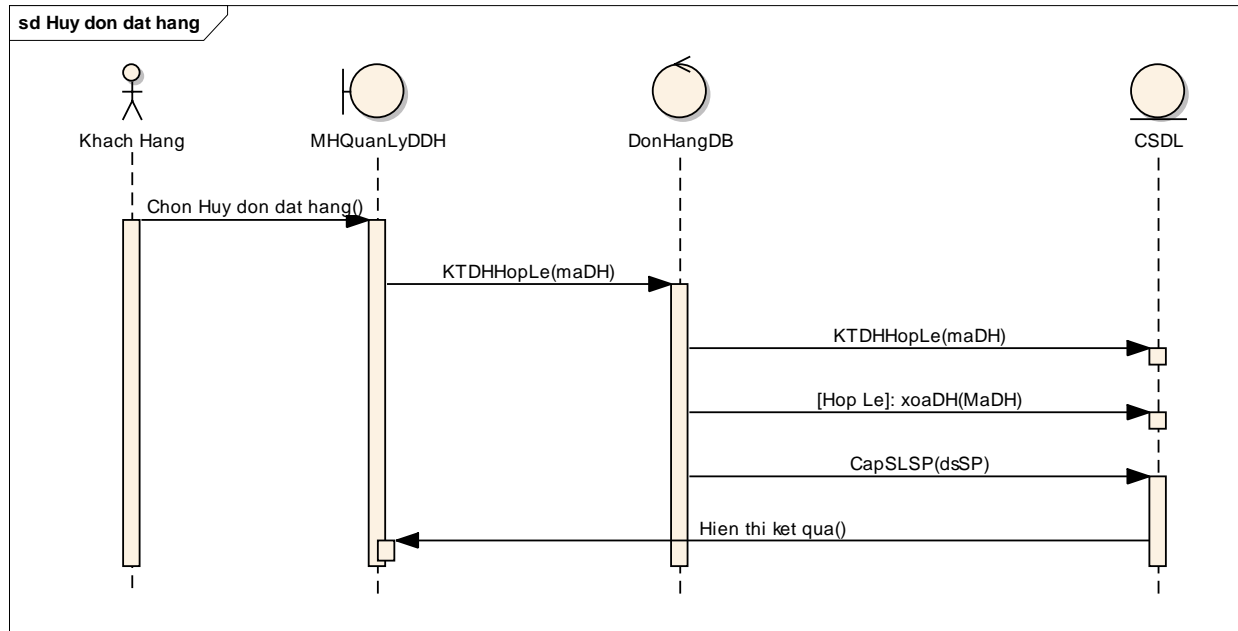 sd Huy don dat hang
Khach Hang
MHQuanLyDDH
DonHangDB
CSDL
Chon Huy don dat hang()
KTDHHopLe(maDH)
KTDHHopLe(maDH)
[Hop Le]: xoaDH(MaDH)
CapSLSP(dsSP)
Hien thi ket qua()